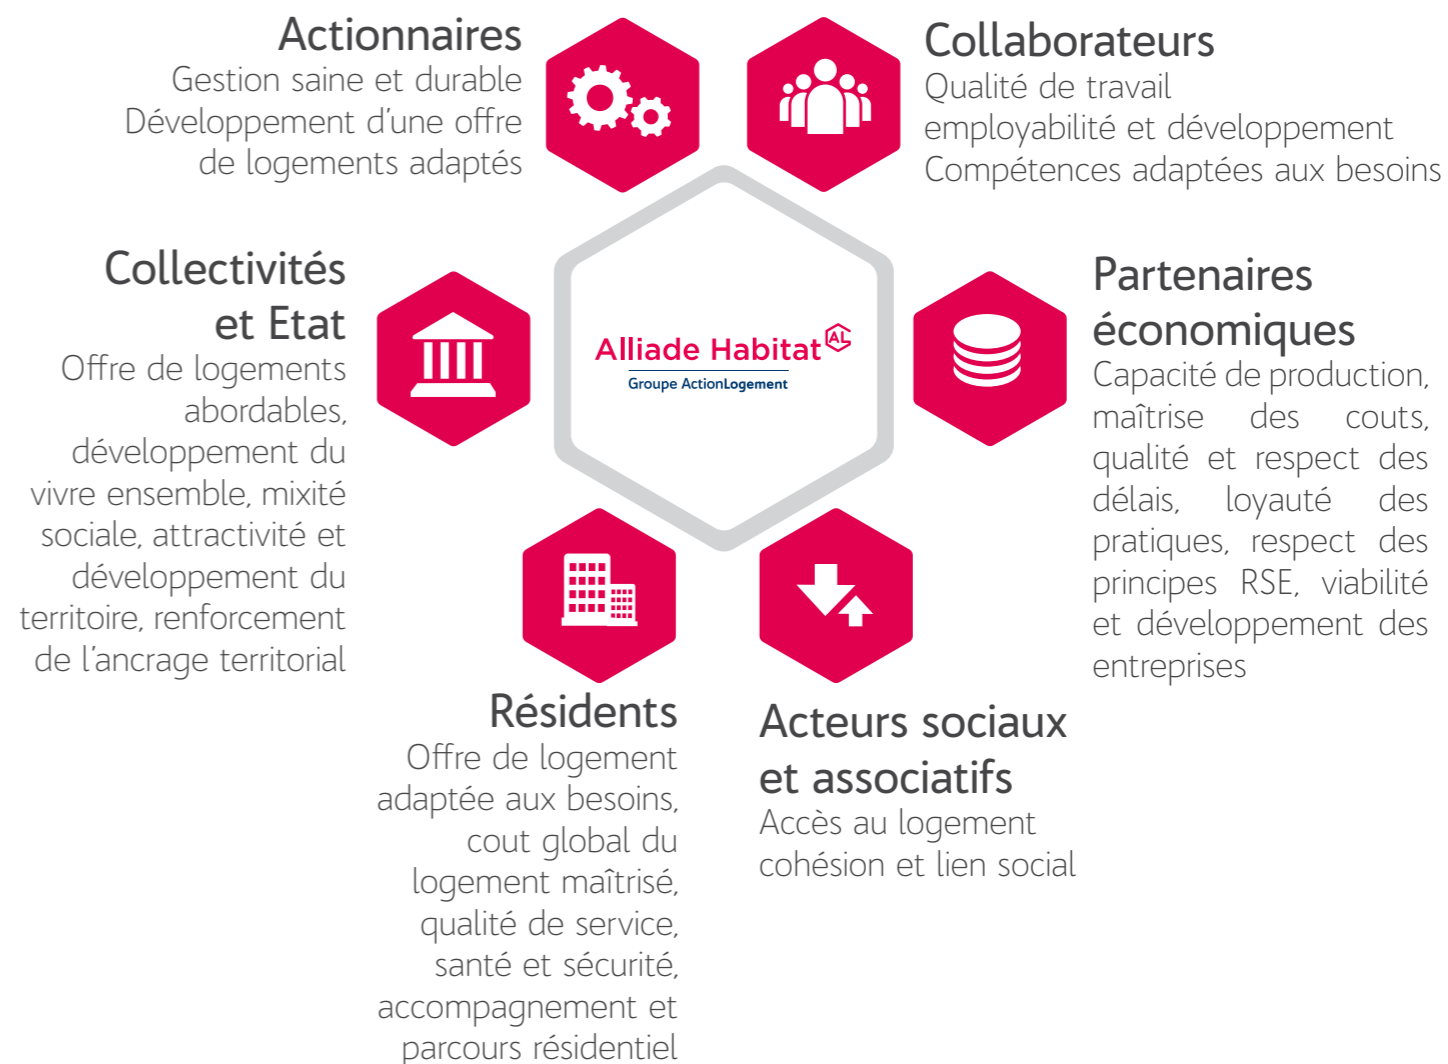 Actionnaires
Gestion saine et durable
Développement d’une offre
de logements adaptés
Collaborateurs
Qualité de travail
employabilité et développement
Compétences adaptées aux besoins
Collectivités
et Etat
Offre de logements
abordables,
développement du
vivre ensemble, mixité
sociale, attractivité et
développement du
territoire, renforcement
de l’ancrage territorial
Alliade Habitat AL
Groupe ActionLogement
Partenaires
économiques
Capacité de production,
maîtrise des couts,
qualité et respect des
délais, loyauté des
pratiques, respect des
principes RSE, viabilité
et développement des
entreprises
Résidents
Offre de logement
adaptée aux besoins,
cout global du
logement maîtrisé,
qualité de service,
santé et sécurité,
accompagnement et
parcours résidentiel
Acteurs sociaux
et associatifs
Accès au logement
cohésion et lien social